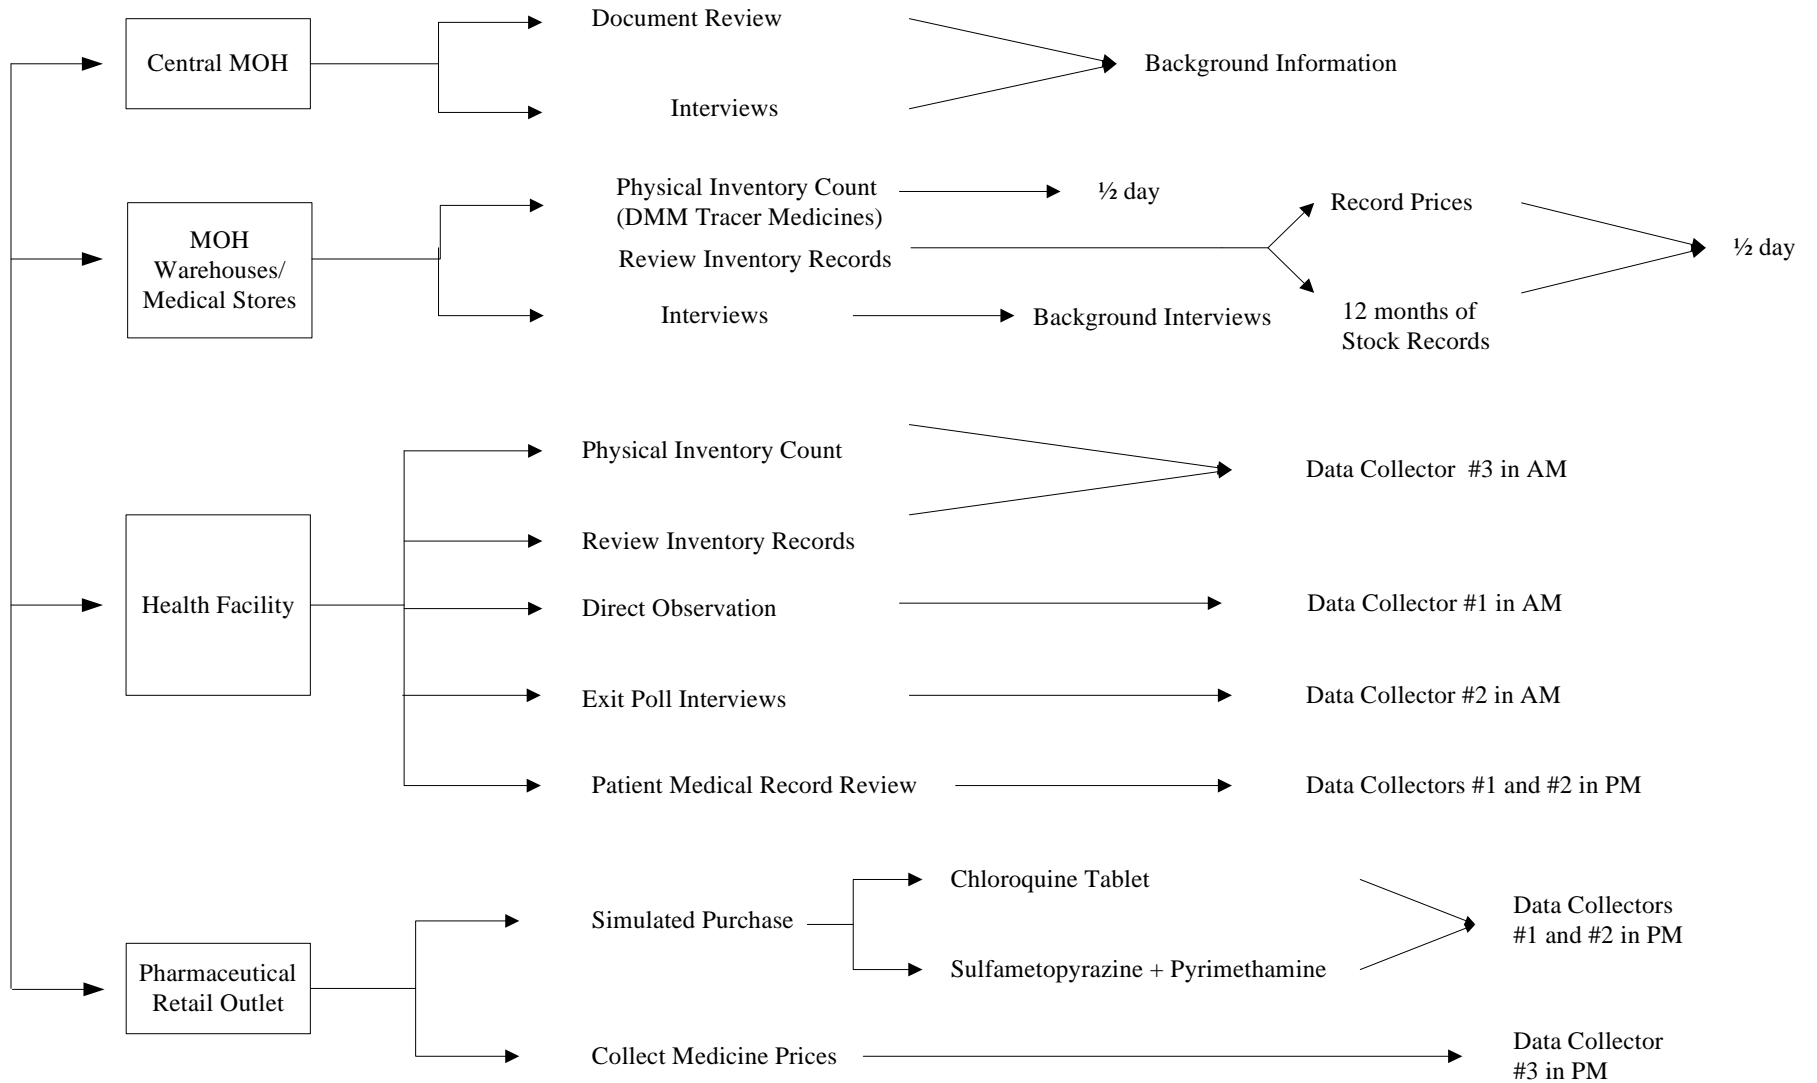 Document Review
Central MOH
Background Information
Interviews
Physical Inventory Count
(DMM Tracer Medicines)
½ day
Record Prices
MOH
Warehouses/
Medical Stores
Review Inventory Records
½ day
Interviews
Background Interviews
12 months of
Stock Records
Physical Inventory Count
Data Collector #3 in AM
Review Inventory Records
Health Facility
Direct Observation
Data Collector #1 in AM
Exit Poll Interviews
Data Collector #2 in AM
Patient Medical Record Review
Data Collectors #1 and #2 in PM
Chloroquine Tablet
Simulated Purchase
Data Collectors
#1 and #2 in PM
Sulfametopyrazine + Pyrimethamine
Pharmaceutical
Retail Outlet
Collect Medicine Prices
Data Collector
#3 in PM